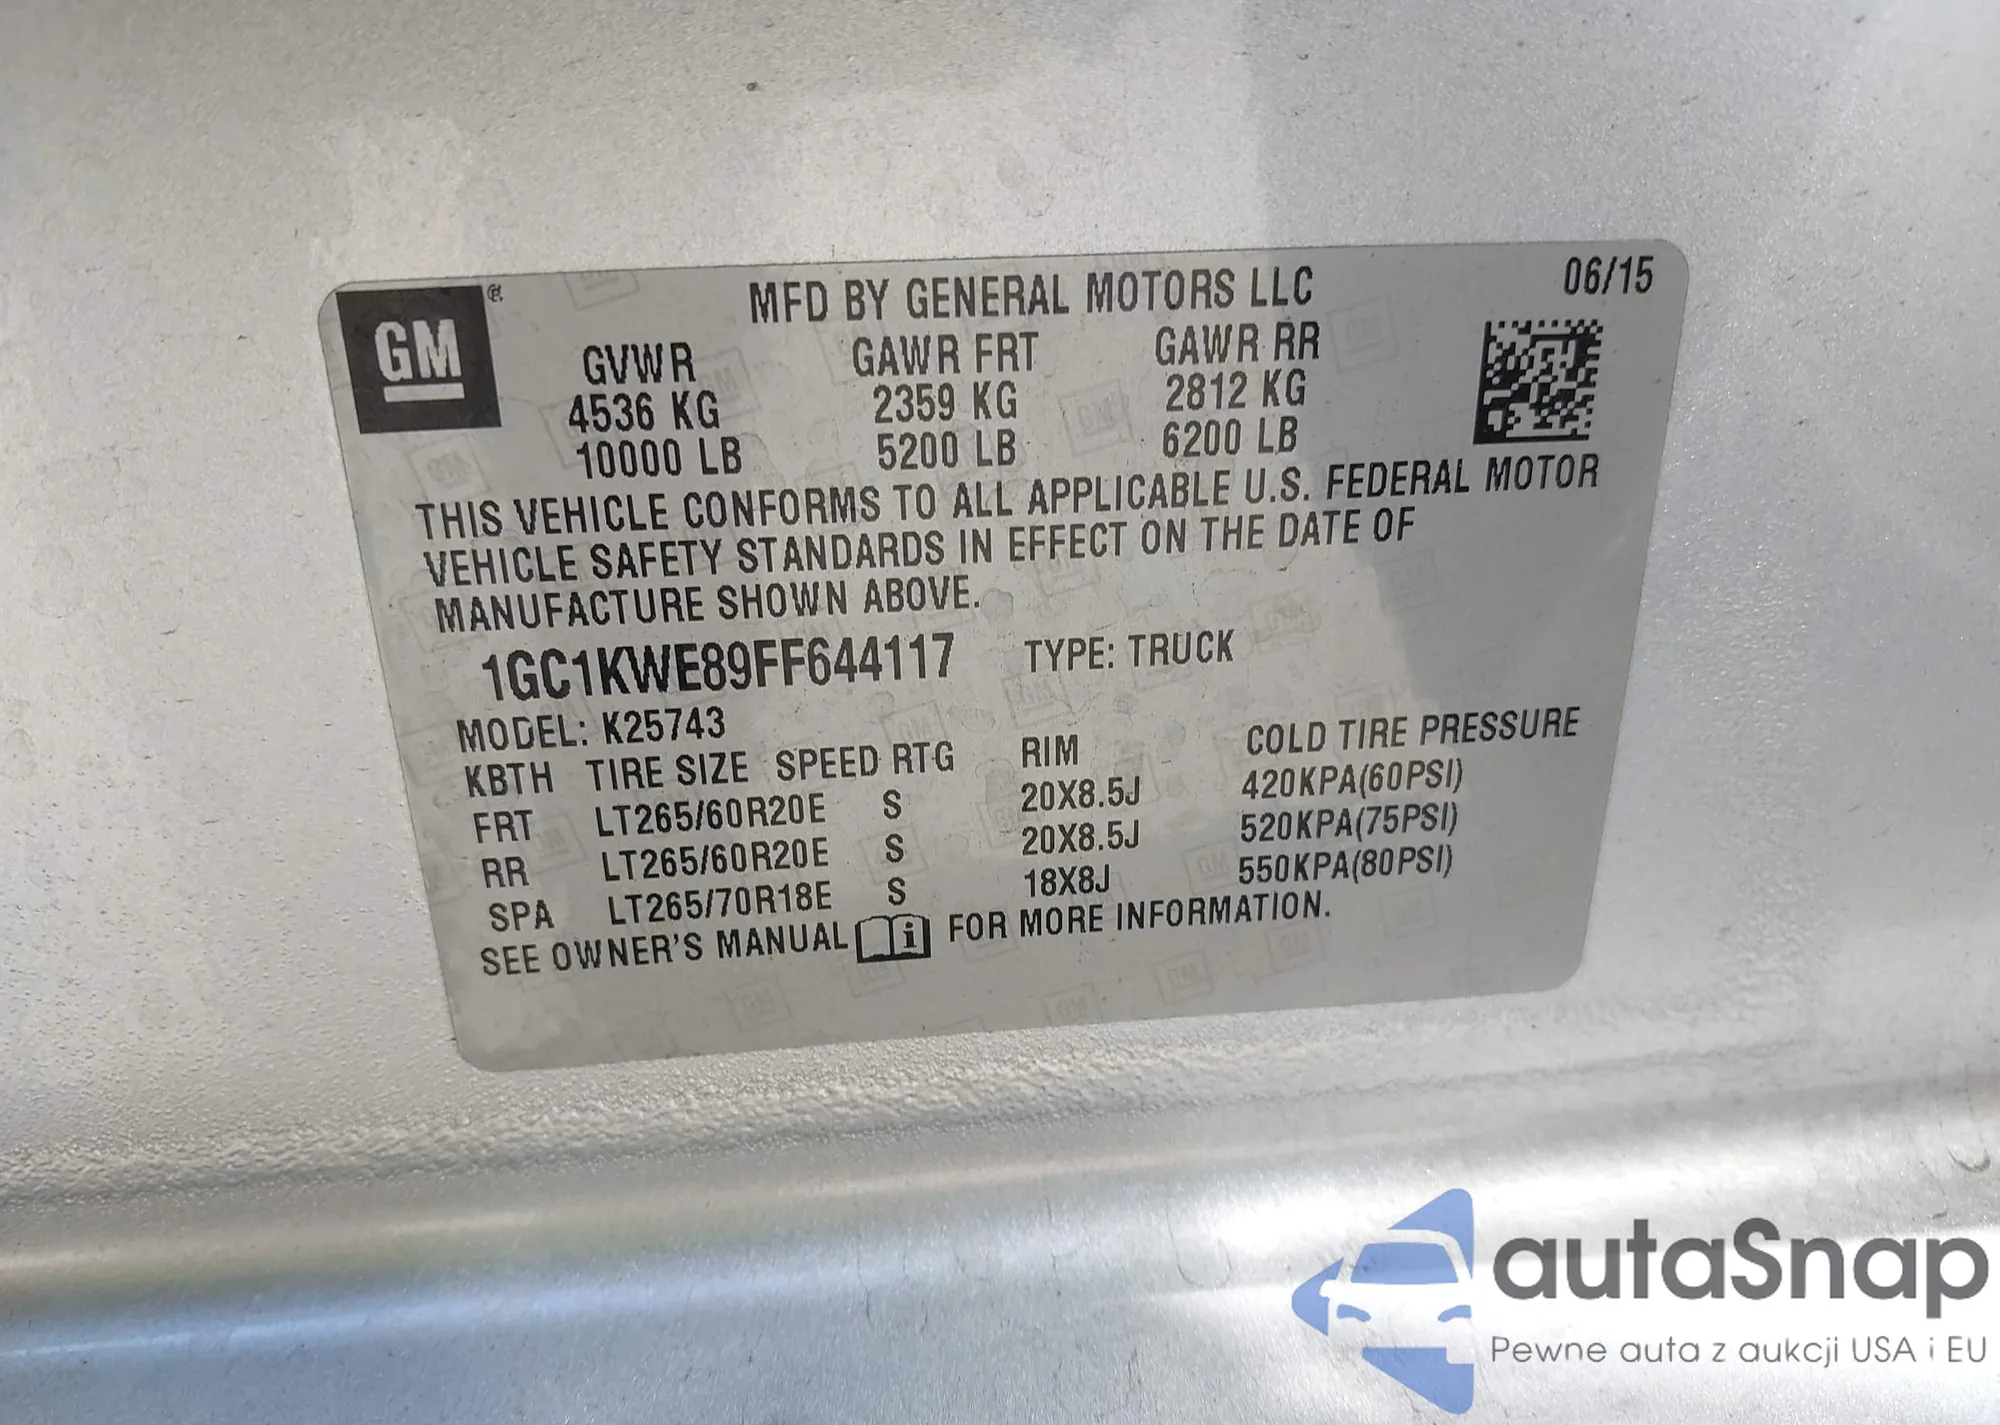 GM
MFD BY GENERAL MOTORS LLC 06/15
GVWR GAWR FRT GAWR RR
4536 KG 2359 KG 2812 KG
10000 LB 5200 LB 6200 LB
THIS VEHICLE CONFORMS TO ALL APPLICABLE U.S. FEDERAL MOTOR
VEHICLE SAFETY STANDARDS IN EFFECT ON THE DATE OF
MANUFACTURE SHOWN ABOVE.
1GC1KWE89FF644117 TYPE: TRUCK
MODEL: K25743
KBTH TIRE SIZE SPEED RTG RIM COLD TIRE PRESSURE
FRT LT265/60R20E S 20X8.5J 420KPA(60PSI)
RR LT265/60R20E S 20X8.5J 520KPA(75PSI)
SPA LT265/70R18E S 18X8J 550KPA(80PSI)
SEE OWNER'S MANUAL i FOR MORE INFORMATION.
autaSnap
Pewne auta z aukcji USA i EU